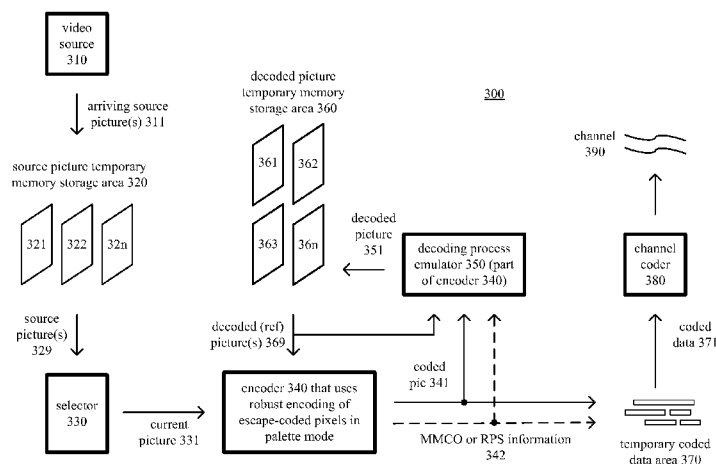 video
source
310
arriving source
picture(s) 311
source picture temporary
memory storage area 320
321
322
32n
source
picture(s)
329
selector
330
current
picture 331
decoded picture
temporary memory
storage area 360
361
362
363
36n
decoded
picture
351
decoded (ref)
picture(s) 369
encoder 340 that uses
robust encoding of
escape-coded pixels in
palette mode
300
decoding process
emulator 350 (part
of encoder 340)
coded
pic 341
MMCO or RPS information
342
channel
390
channel
coder
380
coded
data 371
temporary coded
data area 370